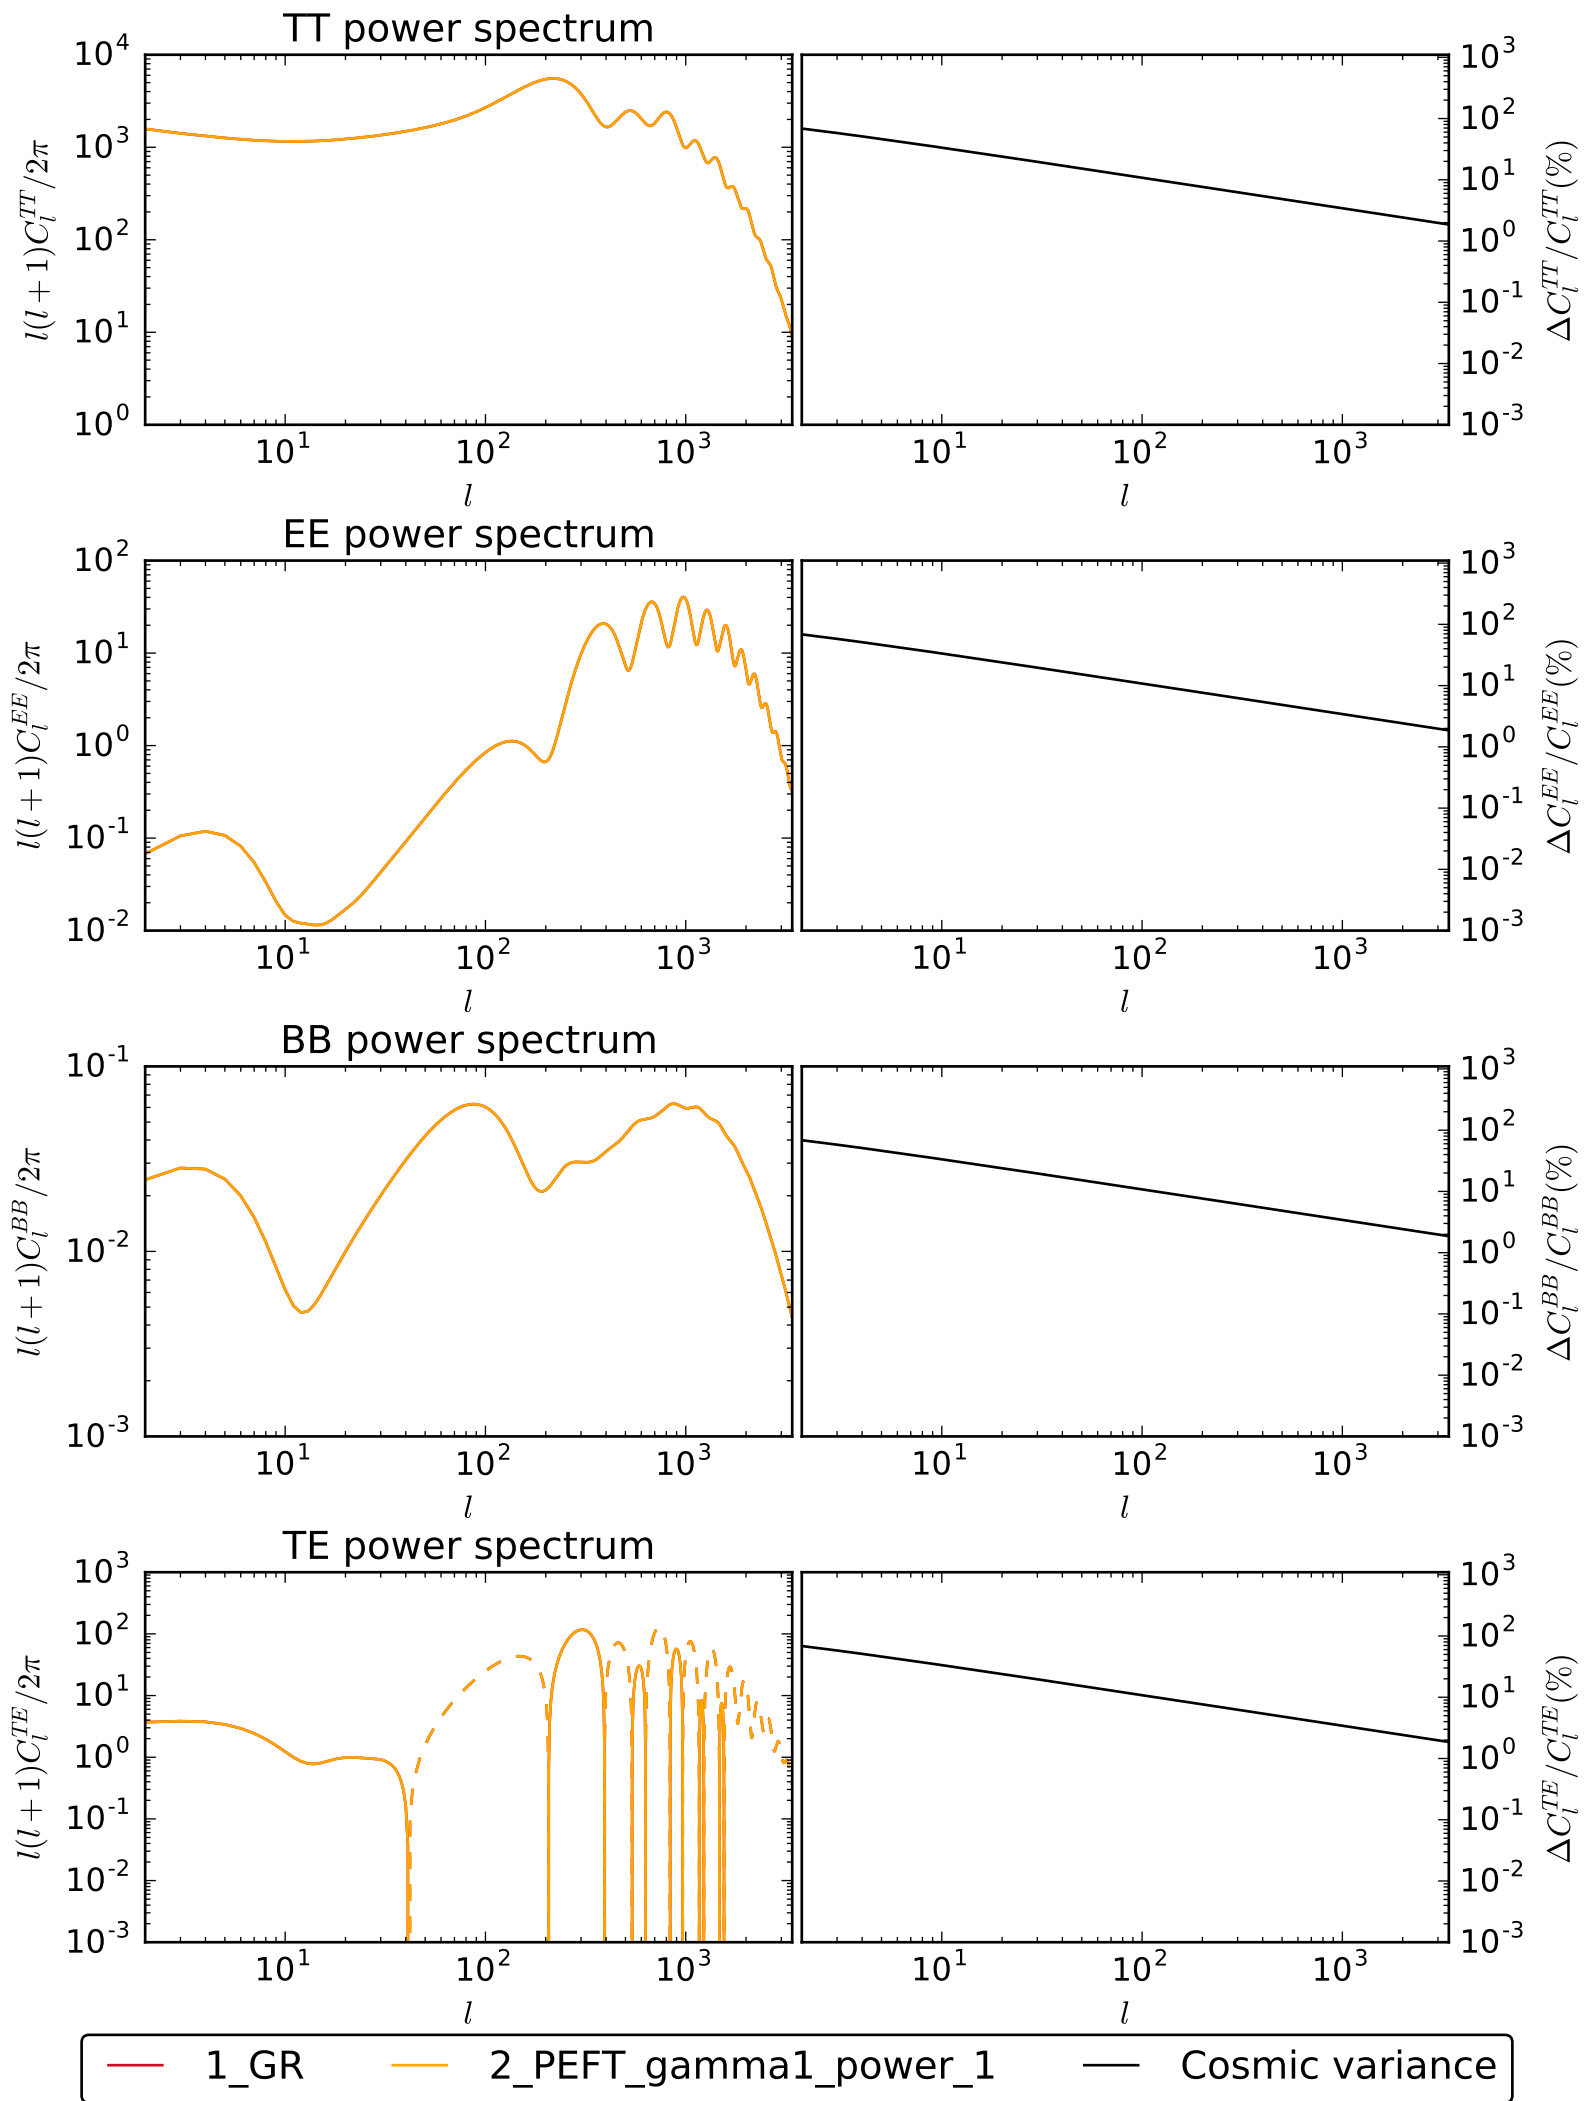 TT power spectrum
10^4
10^3
10^2
10^1
10^0
l(l + 1)C_l^{TT}/2π
10^1 10^2 10^3
l
10^3
10^2
10^1
10^0
10^-1
10^-2
10^-3
ΔC_l^{TT}/C_l^{TT}(%)
10^1 10^2 10^3
l
EE power spectrum
10^2
10^1
10^0
10^-1
10^-2
l(l + 1)C_l^{EE}/2π
10^1 10^2 10^3
l
10^3
10^2
10^1
10^0
10^-1
10^-2
10^-3
ΔC_l^{EE}/C_l^{EE}(%)
10^1 10^2 10^3
l
BB power spectrum
10^-1
10^-2
10^-3
l(l + 1)C_l^{BB}/2π
10^1 10^2 10^3
l
10^3
10^2
10^1
10^0
10^-1
10^-2
10^-3
ΔC_l^{BB}/C_l^{BB}(%)
10^1 10^2 10^3
l
TE power spectrum
10^3
10^2
10^1
10^0
10^-1
10^-2
10^-3
l(l + 1)C_l^{TE}/2π
10^1 10^2 10^3
l
10^3
10^2
10^1
10^0
10^-1
10^-2
10^-3
ΔC_l^{TE}/C_l^{TE}(%)
10^1 10^2 10^3
l
1_GR 2_PEFT_gamma1_power_1 Cosmic variance